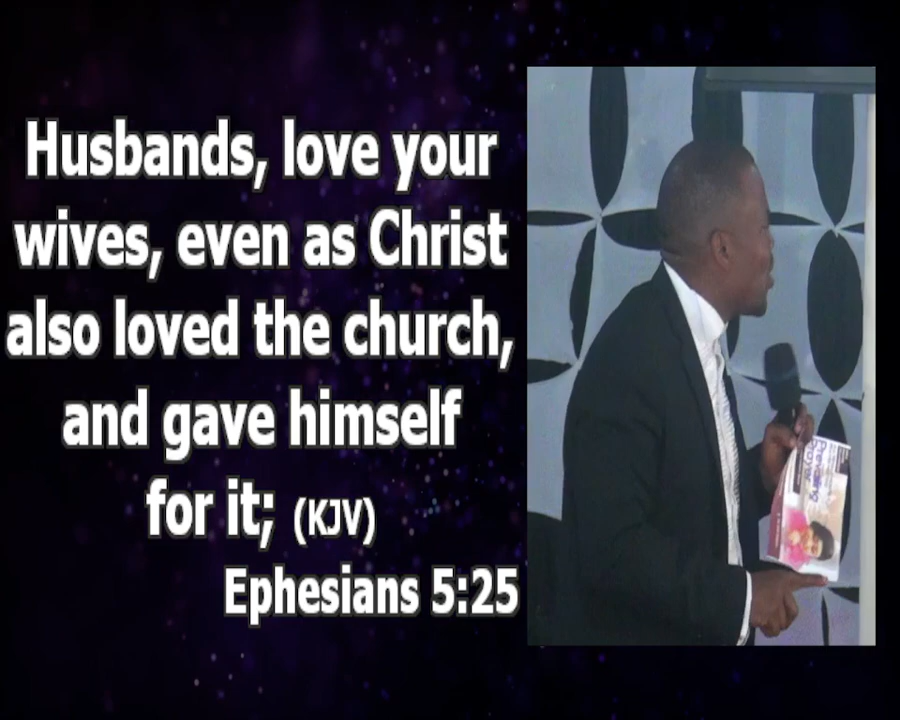 Husbands, love your
wives, even as Christ
also loved the church,
and gave himself
for it; (KJV)
Ephesians 5:25